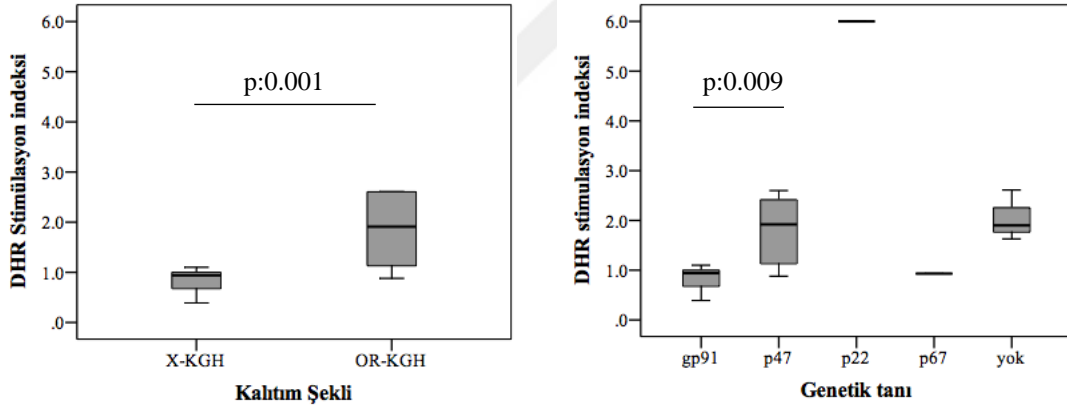 DHR Stimülasyon indeksi
6.0
5.0
4.0
3.0
2.0
1.0
.0
p:0.001
X-KGH OR-KGH
Kalıtım Şekli
DHR stimulasyon indeksi
6.0
5.0
4.0
3.0
2.0
1.0
.0
p:0.009
gp91 p47 p22 p67 yok
Genetik tanı